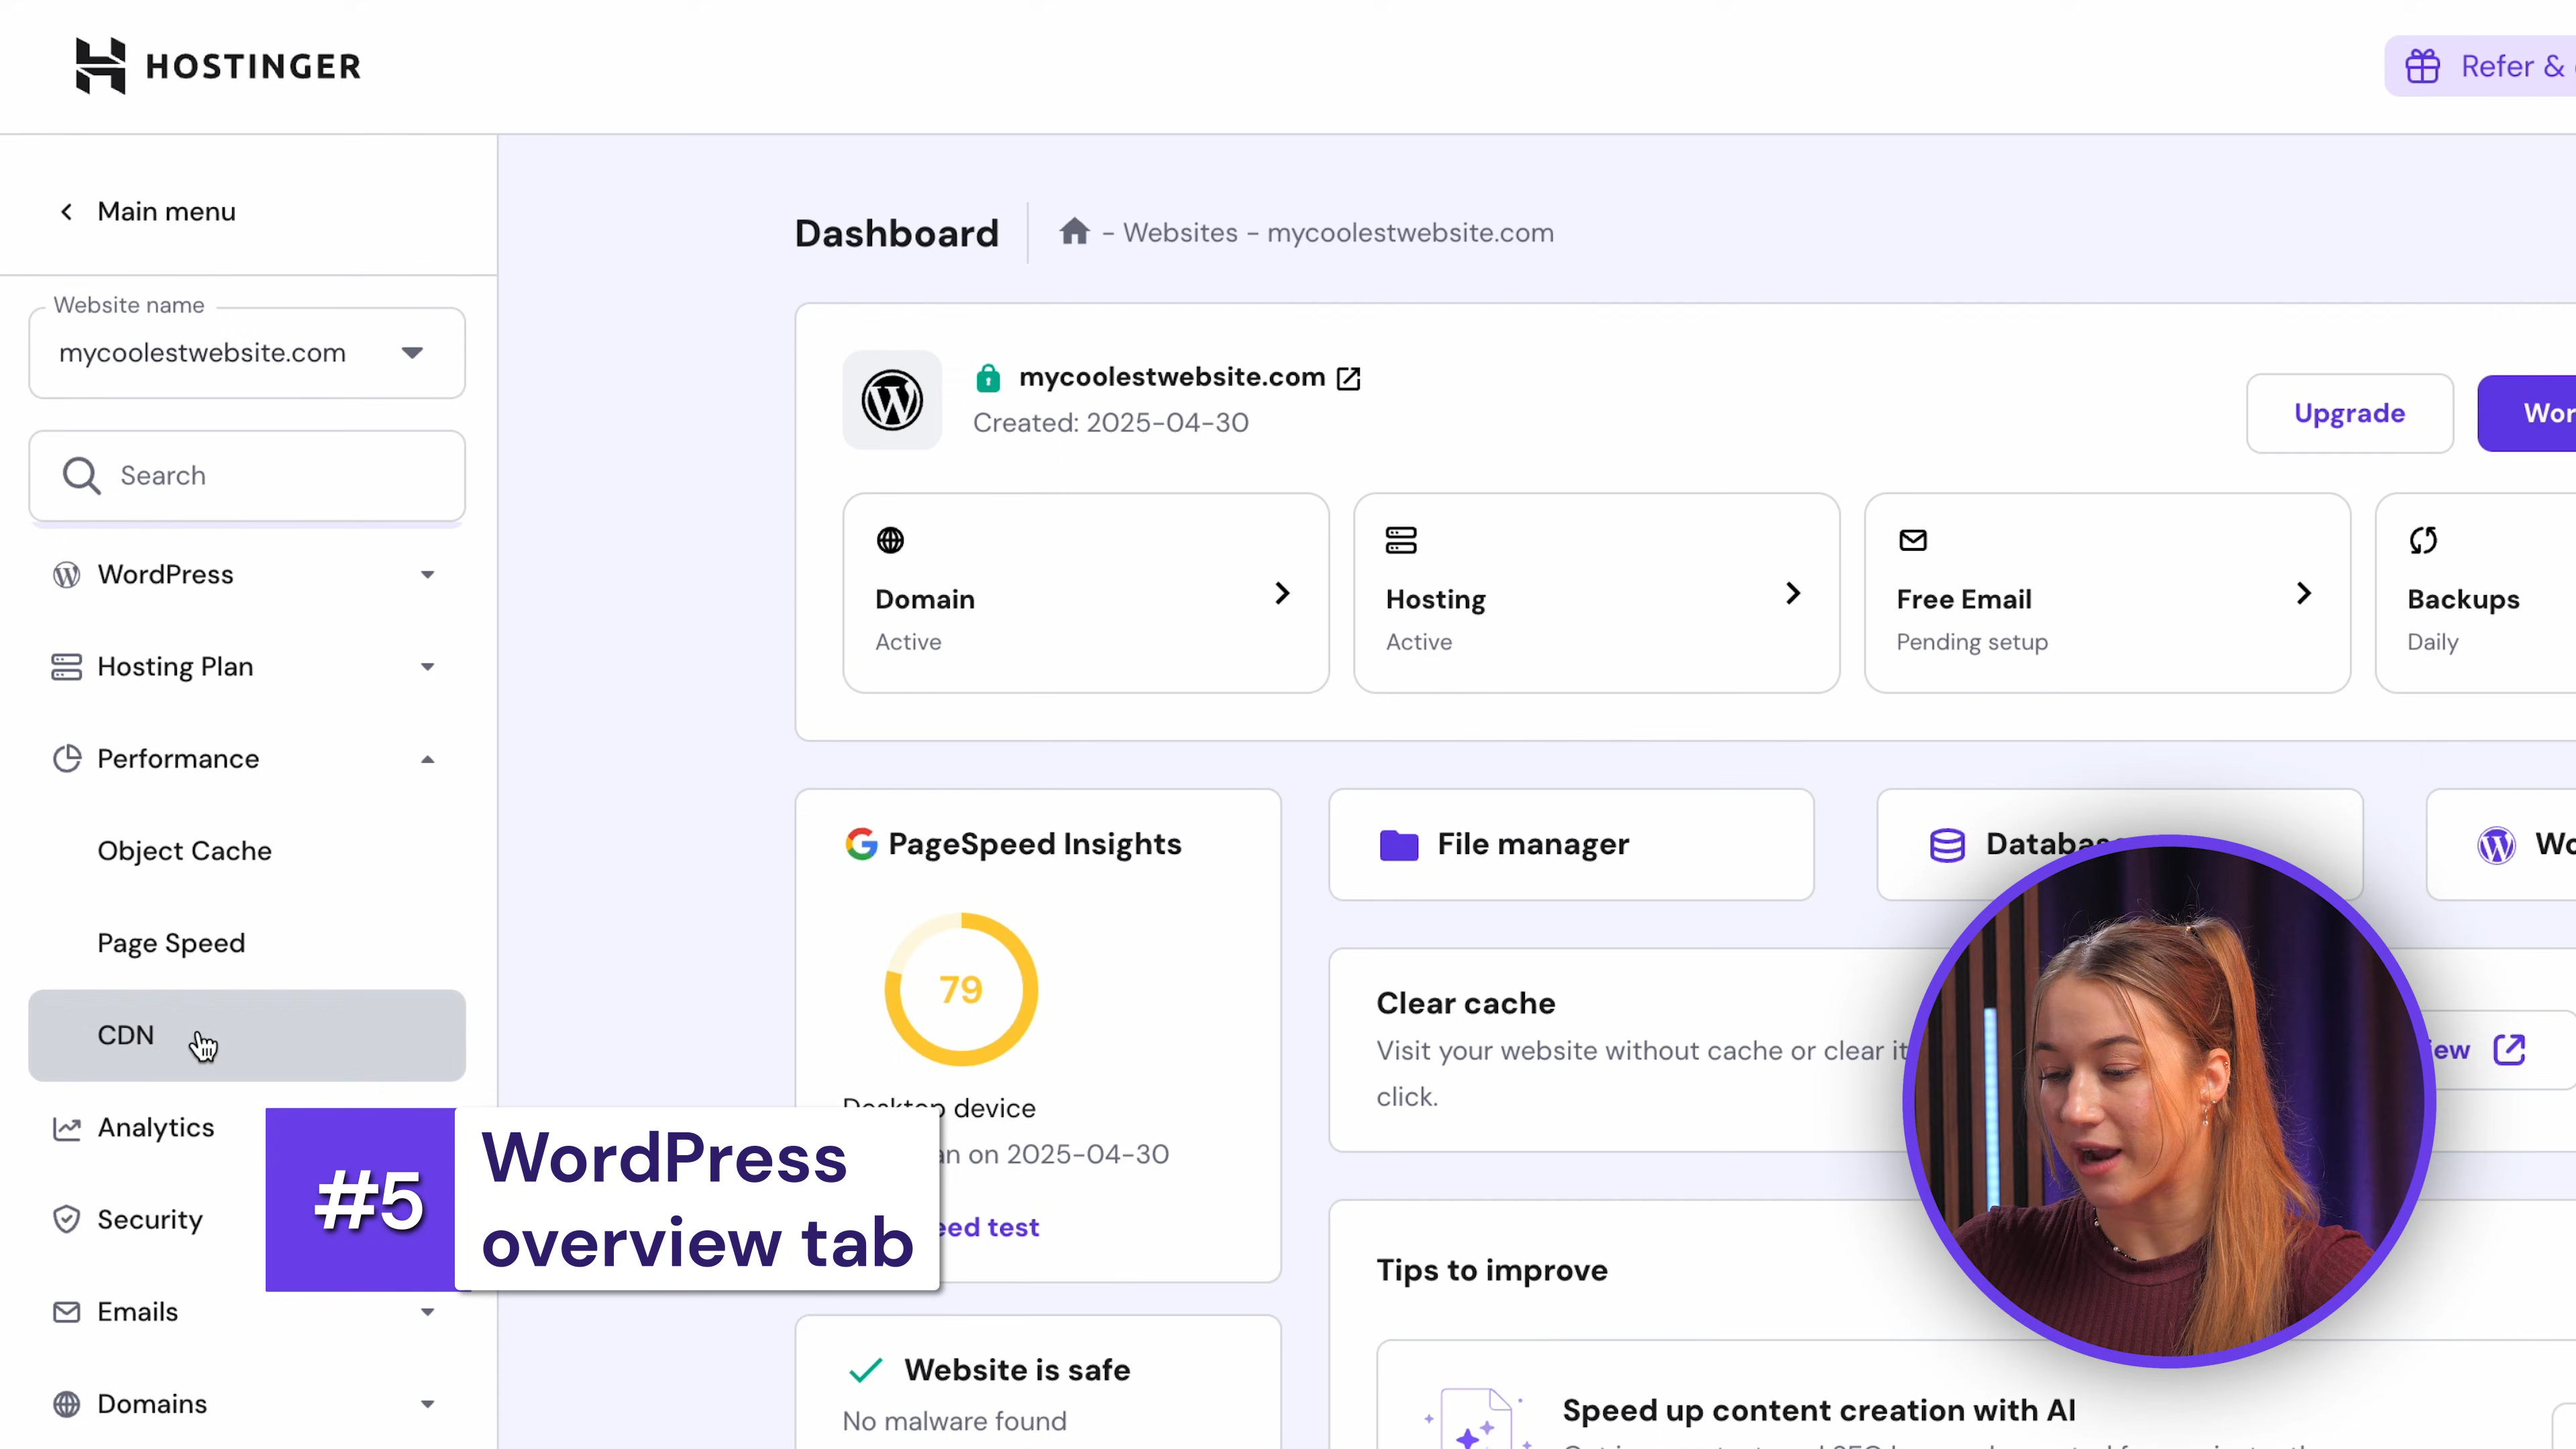 HOSTINGER
Refer &
Main menu
Website name
mycoolestwebsite.com
Search
WordPress
Hosting Plan
Performance
Object Cache
Page Speed
CDN
Analytics
Security
Emails
Domains
Dashboard
- Websites - mycoolestwebsite.com
mycoolestwebsite.com
Created: 2025-04-30
Upgrade
Domain
Active
Hosting
Active
Free Email
Pending setup
Backups
Daily
PageSpeed Insights
79
Desktop device
on 2025-04-30
test
File manager
Clear cache
Visit your website without cache or clear it
click.
Tips to improve
Speed up content creation with AI
Website is safe
No malware found
#5
WordPress
overview tab